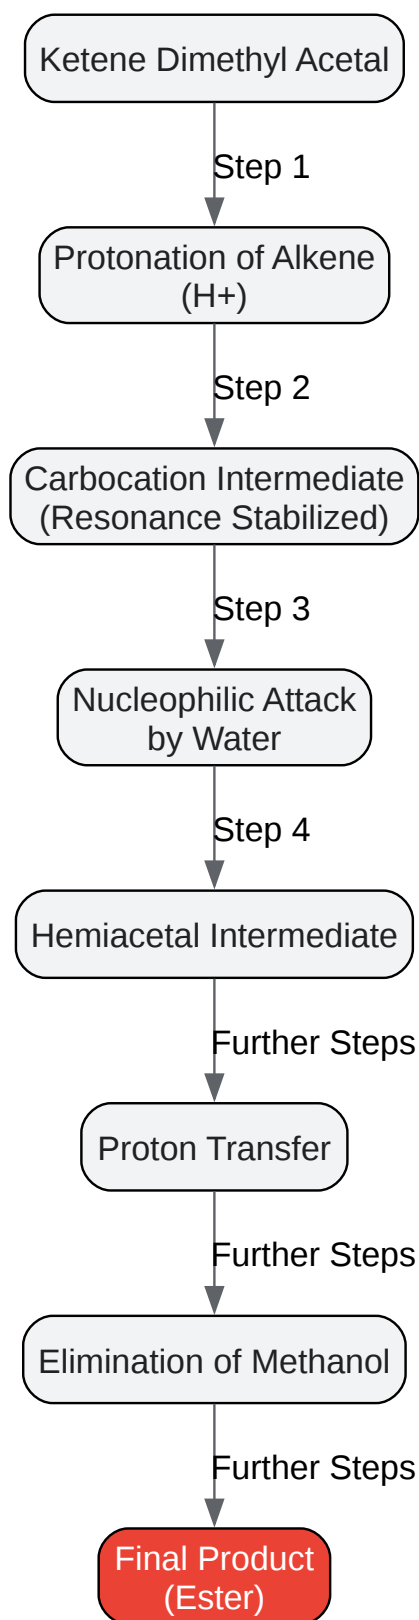 Ketene Dimethyl Acetal
Step 1
Protonation of Alkene
(H+)
Step 2
Carbocation Intermediate
(Resonance Stabilized)
Step 3
Nucleophilic Attack
by Water
Step 4
Hemiacetal Intermediate
Further Steps
Proton Transfer
Further Steps
Elimination of Methanol
Further Steps
Final Product
(Ester)